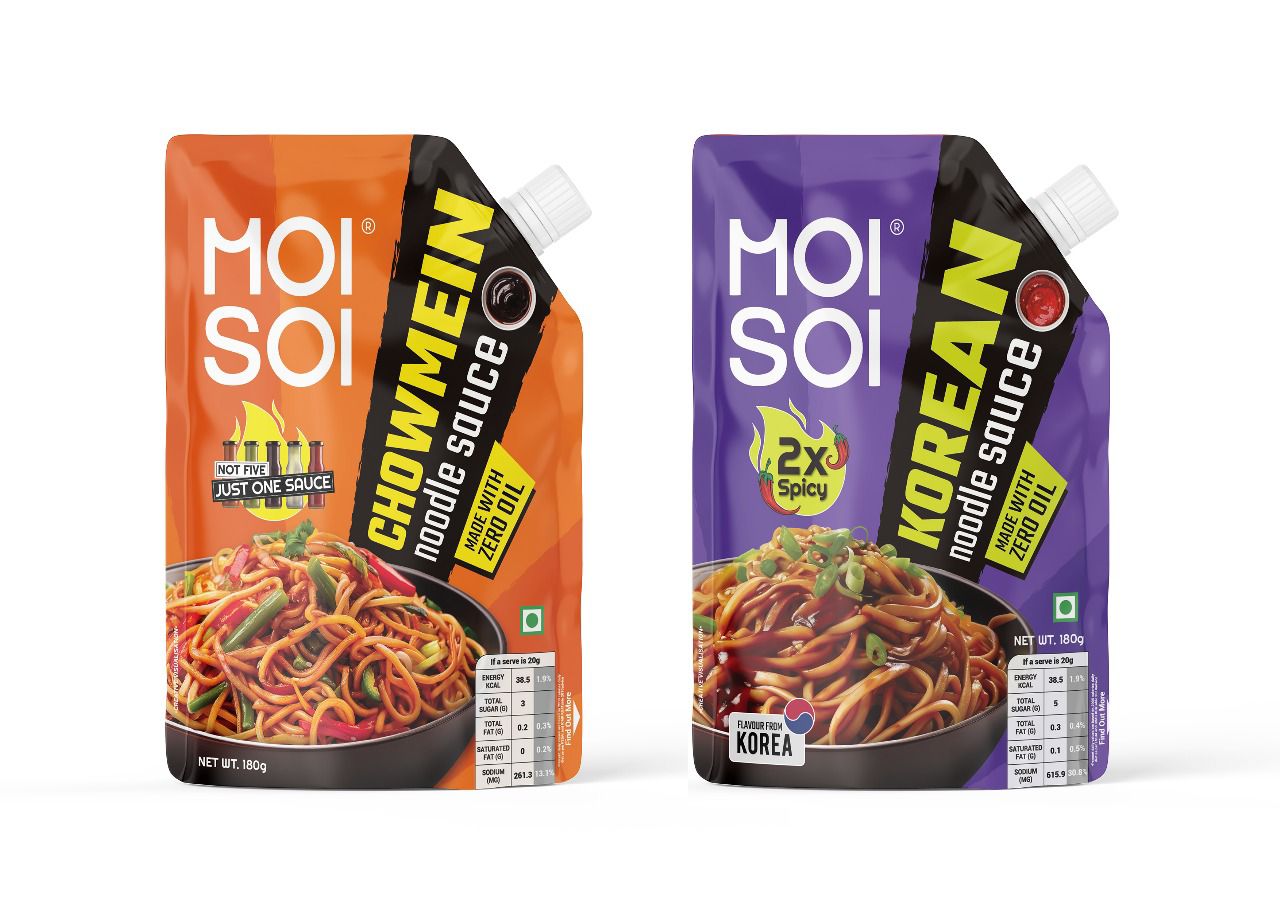 MOI®
SOI
CHOWMEIN
noodle sauce
NOT FIVE
JUST ONE SAUCE
MADE WITH
ZERO OIL
If a serve is 20g
ENERGY KCAL 38.5 1.9%
TOTAL SUGAR (G) 3
TOTAL FAT (G) 0.2 0.3%
SATURATED FAT (G) 0 0.2%
SODIUM (MG) 261.3 13.1%
Find Out More
NET WT. 180g
CREATIVE VISUALISATION
MOI®
SOI
KOREAN
noodle sauce
2x
Spicy
MADE WITH
ZERO OIL
NET WT. 180g
If a serve is 20g
ENERGY KCAL 38.5 1.9%
TOTAL SUGAR (G) 5
TOTAL FAT (G) 0.3 0.4%
SATURATED FAT (G) 0.1 0.5%
SODIUM (MG) 615.9 30.8%
Find Out More
FLAVOUR FROM
KOREA
CREATIVE VISUALISATION